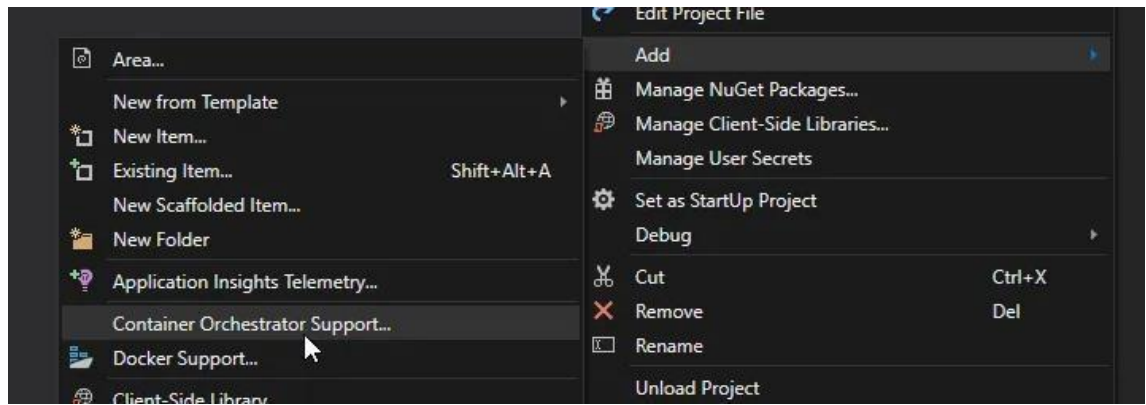 Area...
New from Template
New Item...
Existing Item... Shift+Alt+A
New Scaffolded Item...
New Folder
Application Insights Telemetry...
Container Orchestrator Support...
Docker Support...
Client-Side Library
Edit Project File
Add
Manage NuGet Packages...
Manage Client-Side Libraries...
Manage User Secrets
Set as StartUp Project
Debug
Cut Ctrl+X
Remove Del
Rename
Unload Project